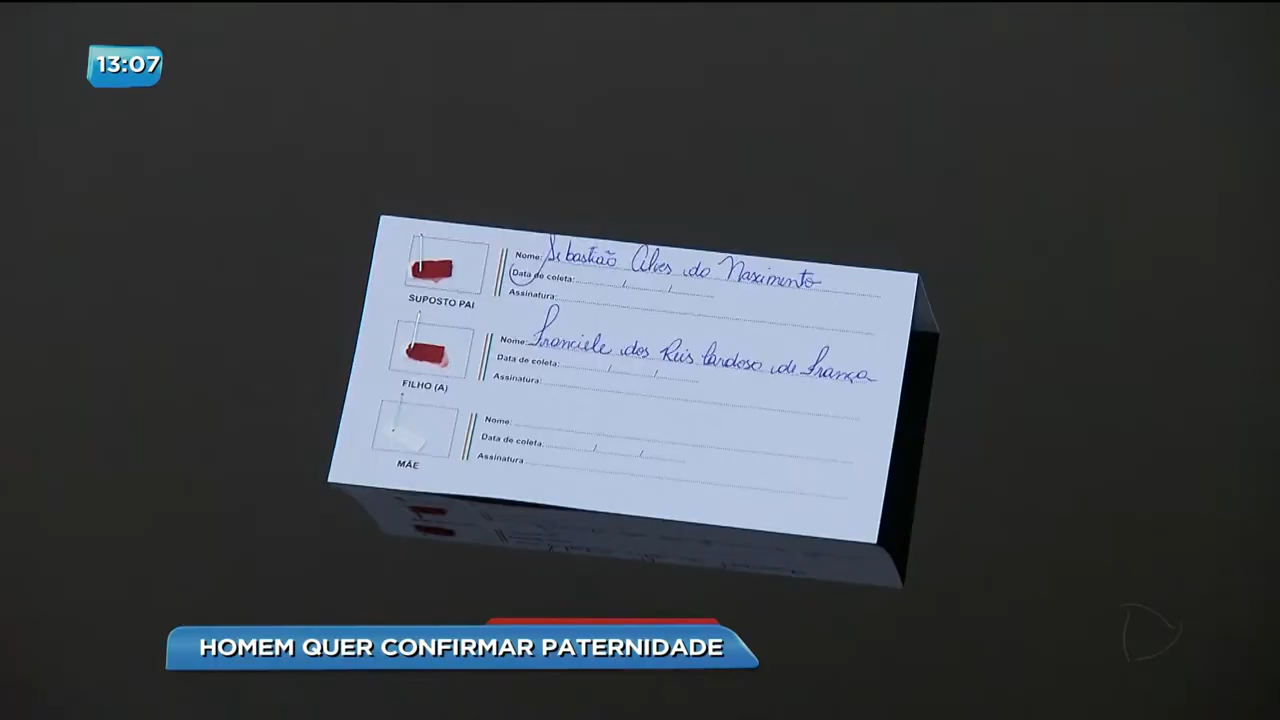 13:07
Nome: Sebastião Alves do Nascimento
Data de coleta: / /
Assinatura:
SUPOSTO PAI
Nome: Franciele dos Reis Cardoso de França
Data de coleta: / /
Assinatura:
FILHO (A)
Nome:
Data de coleta: / /
Assinatura
MÃE
HOMEM QUER CONFIRMAR PATERNIDADE